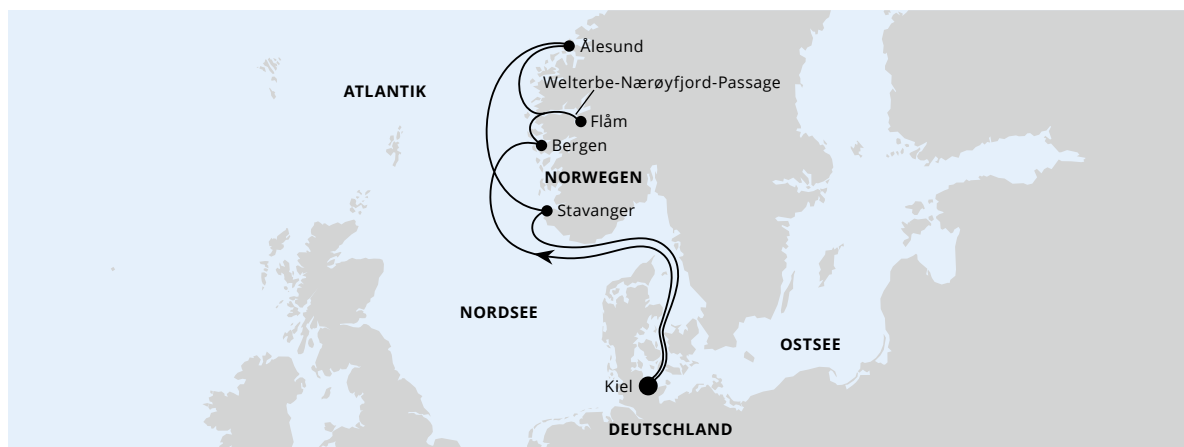 Ålesund
Welterbe-Nærøyfjord-Passage
ATLANTIK
Flåm
Bergen
NORWEGEN
Stavanger
NORDSEE
OSTSEE
Kiel
DEUTSCHLAND